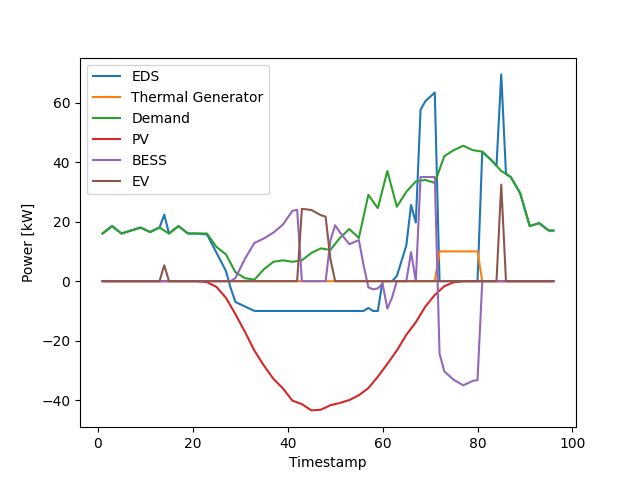 EDS
Thermal Generator
Demand
PV
BESS
EV
Power [kW]
60
40
20
0
−20
−40
0 20 40 60 80 100
Timestamp